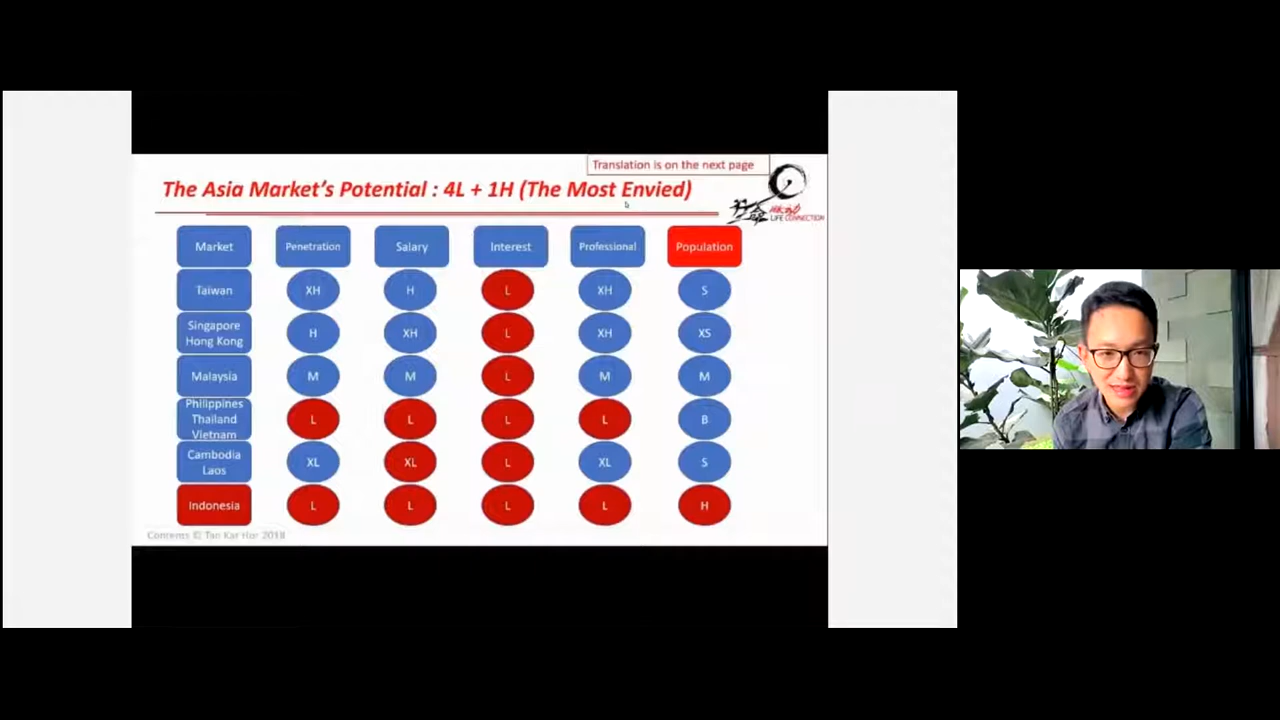 Translation is on the next page
The Asia Market's Potential : 4L + 1H (The Most Envied)
LIFE CONNECTION
Market Penetration Salary Interest Professional Population
Taiwan XH H L XH S
Singapore
Hong Kong H XH L XH XS
Malaysia M M L M M
Philippines
Thailand
Vietnam L L L L B
Cambodia
Laos XL XL L XL S
Indonesia L L L L H
Contents © Tan Kar Hor 2018